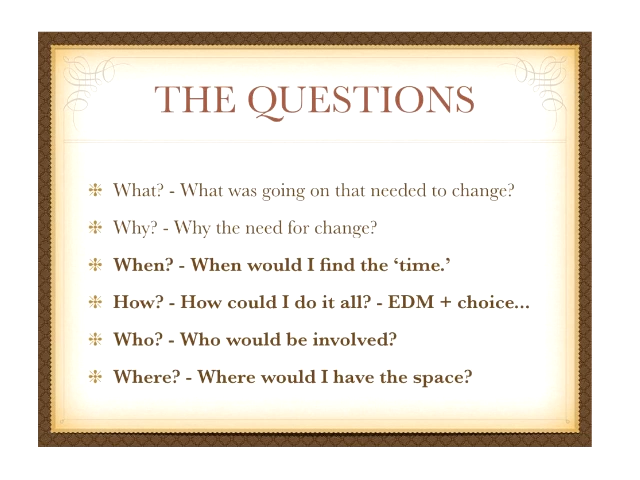 THE QUESTIONS
What? - What was going on that needed to change?
Why? - Why the need for change?
When? - When would I find the ‘time.’
How? - How could I do it all? - EDM + choice...
Who? - Who would be involved?
Where? - Where would I have the space?